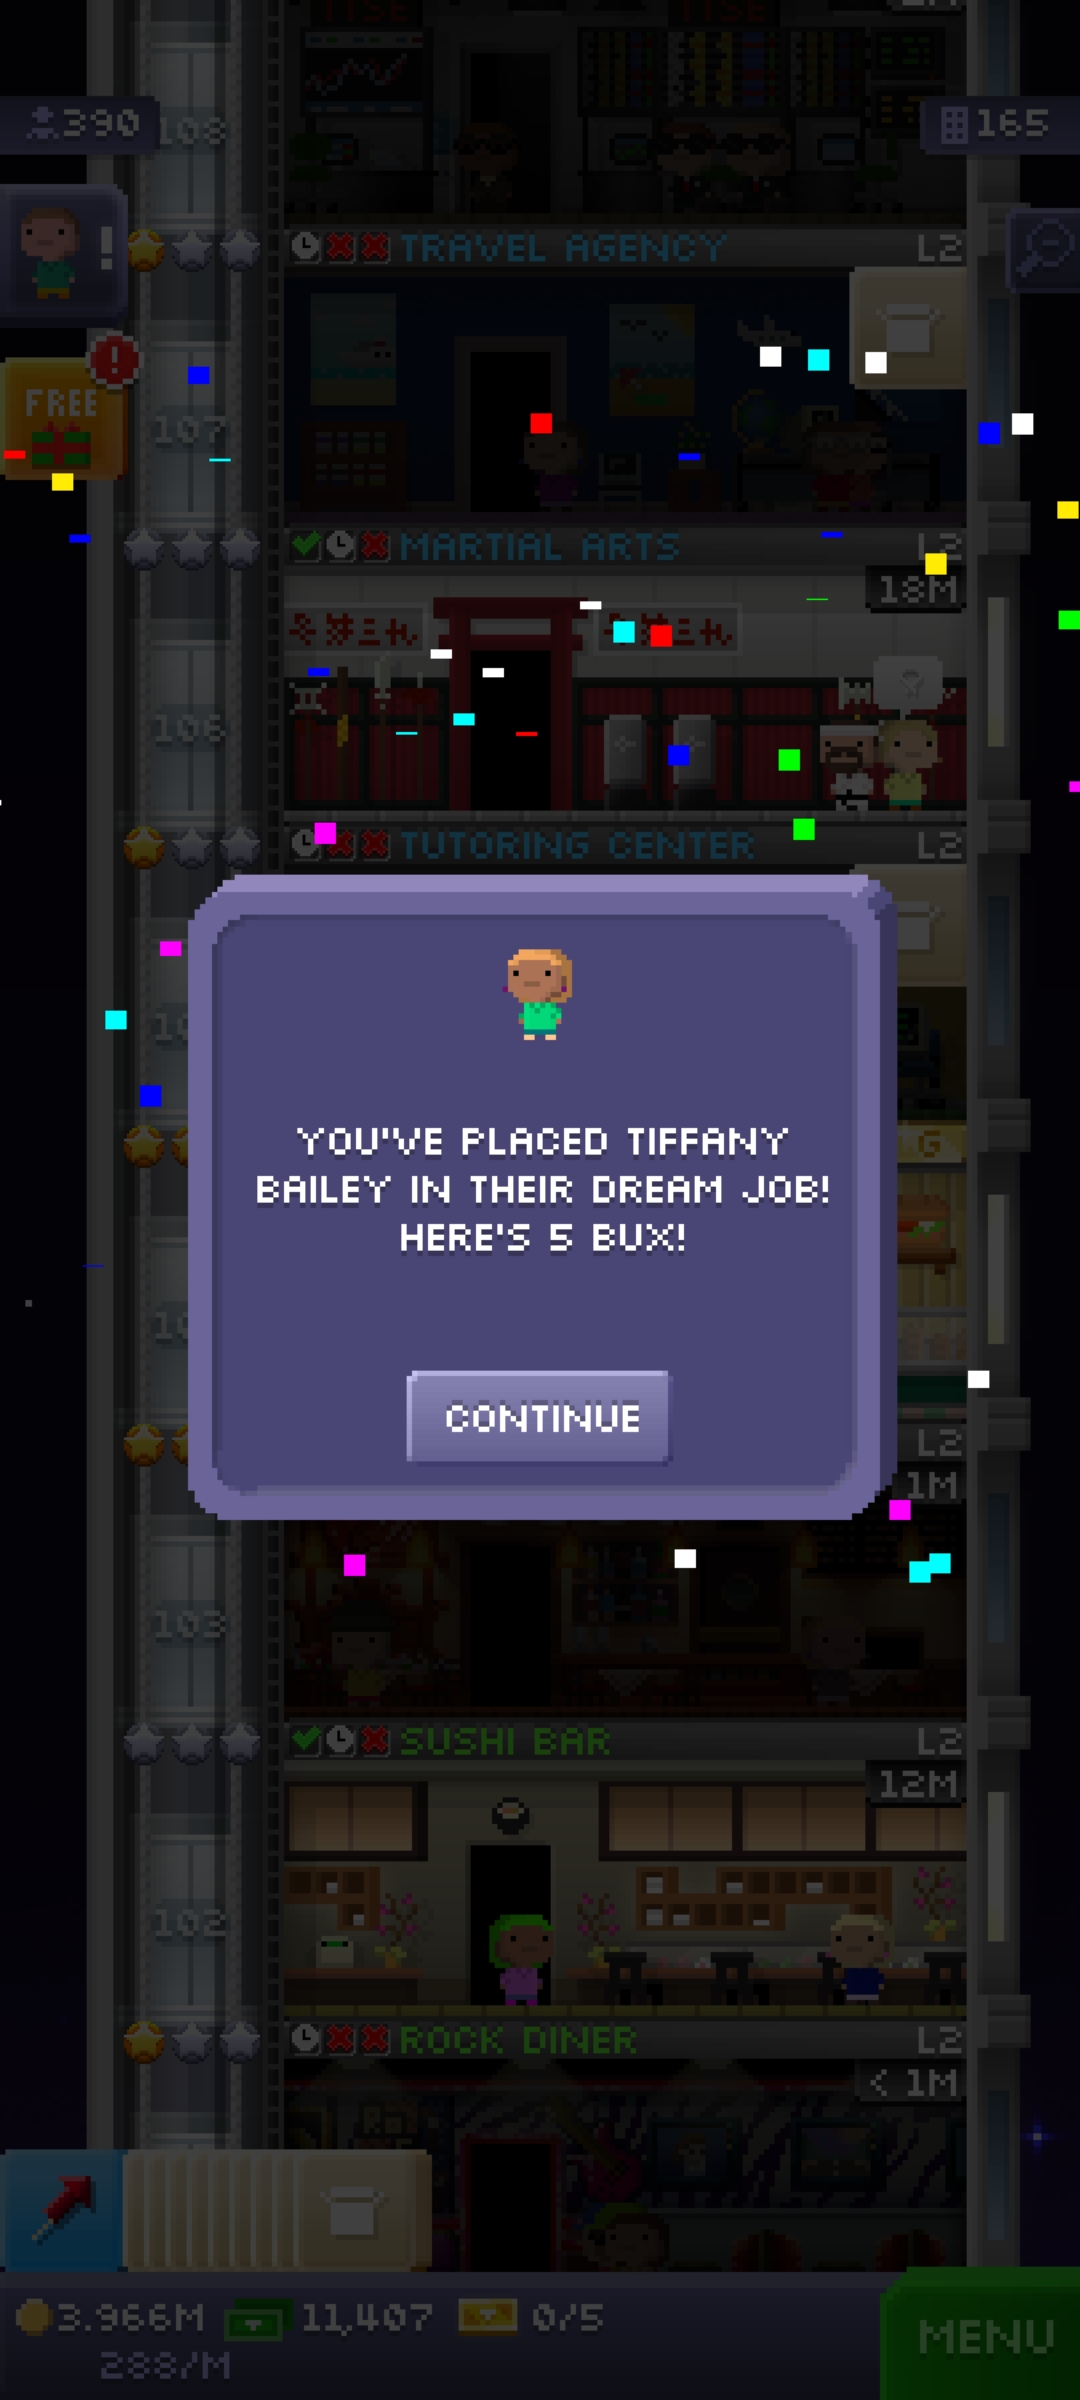 390
108
165
TRAVEL AGENCY
L2
FREE
107
MARTIAL ARTS
L2
18M
106
TUTORING CENTER
L2
YOU'VE PLACED TIFFANY
BAILEY IN THEIR DREAM JOB!
HERE'S 5 BUX!
CONTINUE
L2
1M
103
SUSHI BAR
L2
12M
102
ROCK DINER
L2
< 1M
3.966M
11,407
0/5
288/M
MENU